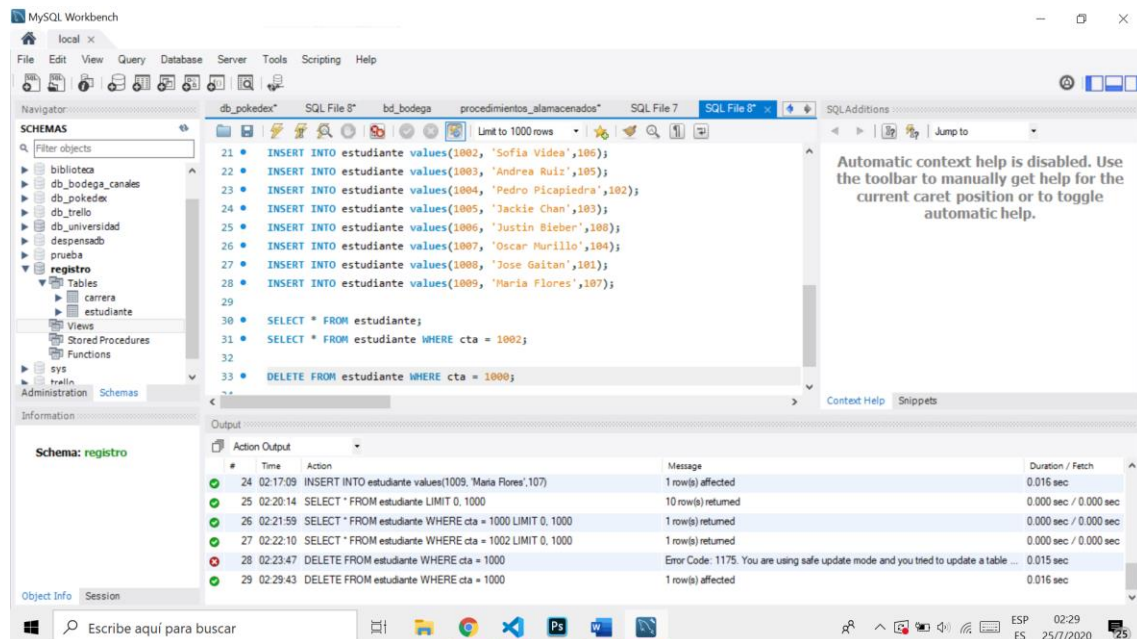 MySQL Workbench
local ×
File Edit View Query Database Server Tools Scripting Help
Navigator
SCHEMAS
Filter objects
biblioteca
db_bodega_canales
db_pokedex
db_trello
db_universidad
despensadb
prueba
registro
Tables
carrera
estudiante
Views
Stored Procedures
Functions
sys
trello
Administration Schemas
Information
Schema: registro
Object Info Session
db_pokedex* SQL File 8* bd_bodega procedimientos_alamacenados* SQL File 7 SQL File 8* ×
Limit to 1000 rows
21 INSERT INTO estudiante values(1002, 'Sofia Videa',106);
22 INSERT INTO estudiante values(1003, 'Andrea Ruiz',105);
23 INSERT INTO estudiante values(1004, 'Pedro Picapiedra',102);
24 INSERT INTO estudiante values(1005, 'Jackie Chan',103);
25 INSERT INTO estudiante values(1006, 'Justin Bieber',108);
26 INSERT INTO estudiante values(1007, 'Oscar Murillo',104);
27 INSERT INTO estudiante values(1008, 'Jose Gaitan',101);
28 INSERT INTO estudiante values(1009, 'Maria Flores',107);
29
30 SELECT * FROM estudiante;
31 SELECT * FROM estudiante WHERE cta = 1002;
32
33 DELETE FROM estudiante WHERE cta = 1000;
SQLAdditions
Jump to
Automatic context help is disabled. Use
the toolbar to manually get help for the
current caret position or to toggle
automatic help.
Context Help Snippets
Output
Action Output
# Time Action Message Duration / Fetch
24 02:17:09 INSERT INTO estudiante values(1009, 'Maria Flores',107) 1 row(s) affected 0.016 sec
25 02:20:14 SELECT * FROM estudiante LIMIT 0, 1000 10 row(s) returned 0.000 sec / 0.000 sec
26 02:21:59 SELECT * FROM estudiante WHERE cta = 1000 LIMIT 0, 1000 1 row(s) returned 0.000 sec / 0.000 sec
27 02:22:10 SELECT * FROM estudiante WHERE cta = 1002 LIMIT 0, 1000 1 row(s) returned 0.000 sec / 0.000 sec
28 02:23:47 DELETE FROM estudiante WHERE cta = 1000 Error Code: 1175. You are using safe update mode and you tried to update a table ... 0.015 sec
29 02:29:43 DELETE FROM estudiante WHERE cta = 1000 1 row(s) affected 0.016 sec
Escribe aquí para buscar
Ps
ESP
ES
02:29
25/7/2020
25